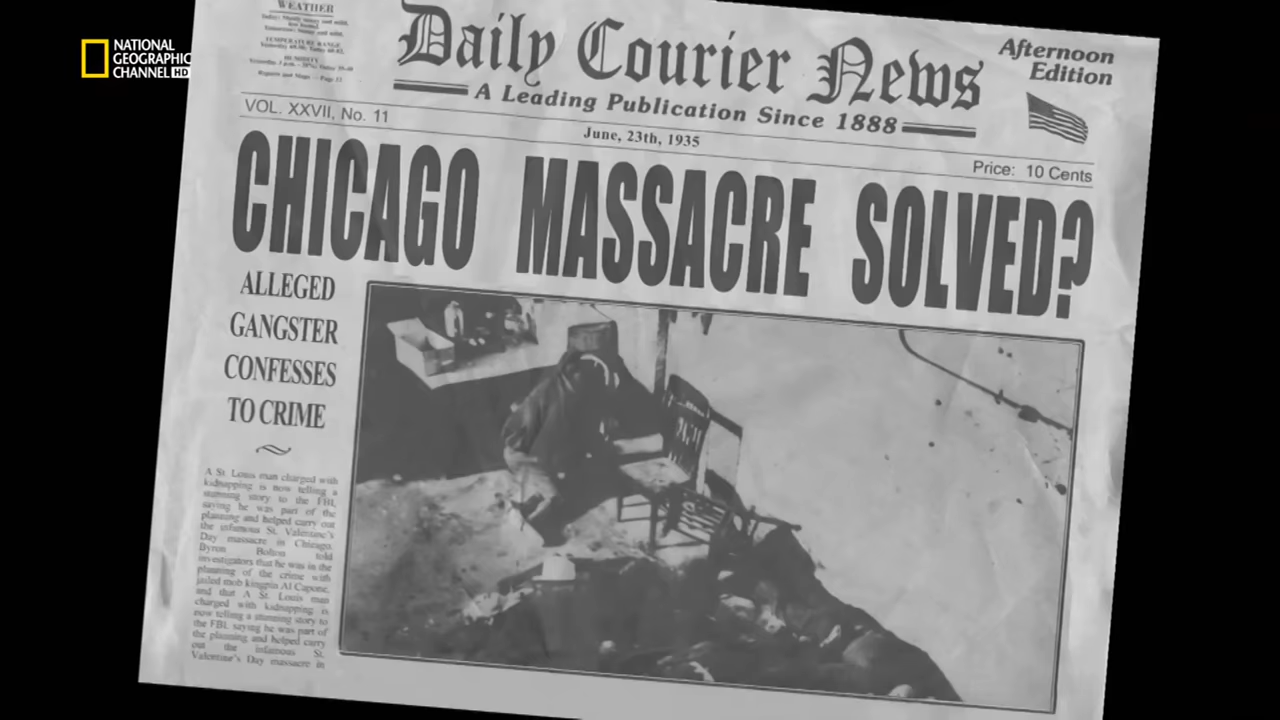 NATIONAL
GEOGRAPHIC
CHANNEL HD
WEATHER
TEMPERATURE RANGE
HUMIDITY
Daily Courier News
Afternoon
Edition
A Leading Publication Since 1888
VOL. XXVII, No. 11
June, 23th, 1935
Price: 10 Cents
CHICAGO MASSACRE SOLVED?
ALLEGED
GANGSTER
CONFESSES
TO CRIME
A St. Louis man charged with
kidnapping is now telling a
stunning story to the FBI,
saying he was part of the
planning and helped carry out
the infamous St. Valentine's
Day massacre in Chicago.
Byron Bolton told
investigators that he was in the
planning of the crime with
jailed mob kingpin Al Capone,
and that A St. Louis man
charged with kidnapping is
now telling a stunning story to
the FBI, saying he was part of
the planning and helped carry
out the infamous St.
Valentine's Day massacre in